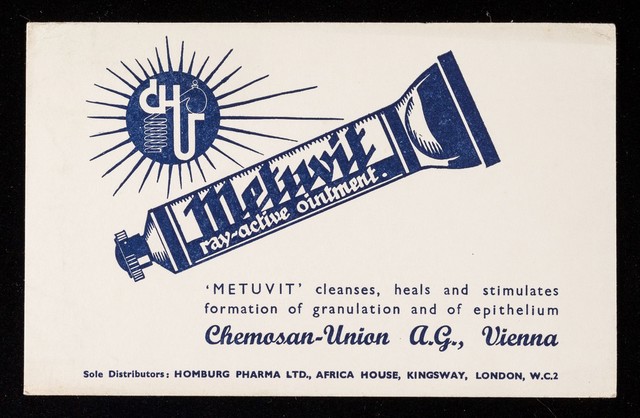 CHU
Metuvit
ray-active ointment.
'METUVIT' cleanses, heals and stimulates
formation of granulation and of epithelium
Chemosan-Union A.G., Vienna
Sole Distributors: HOMBURG PHARMA LTD., AFRICA HOUSE, KINGSWAY, LONDON, W.C.2